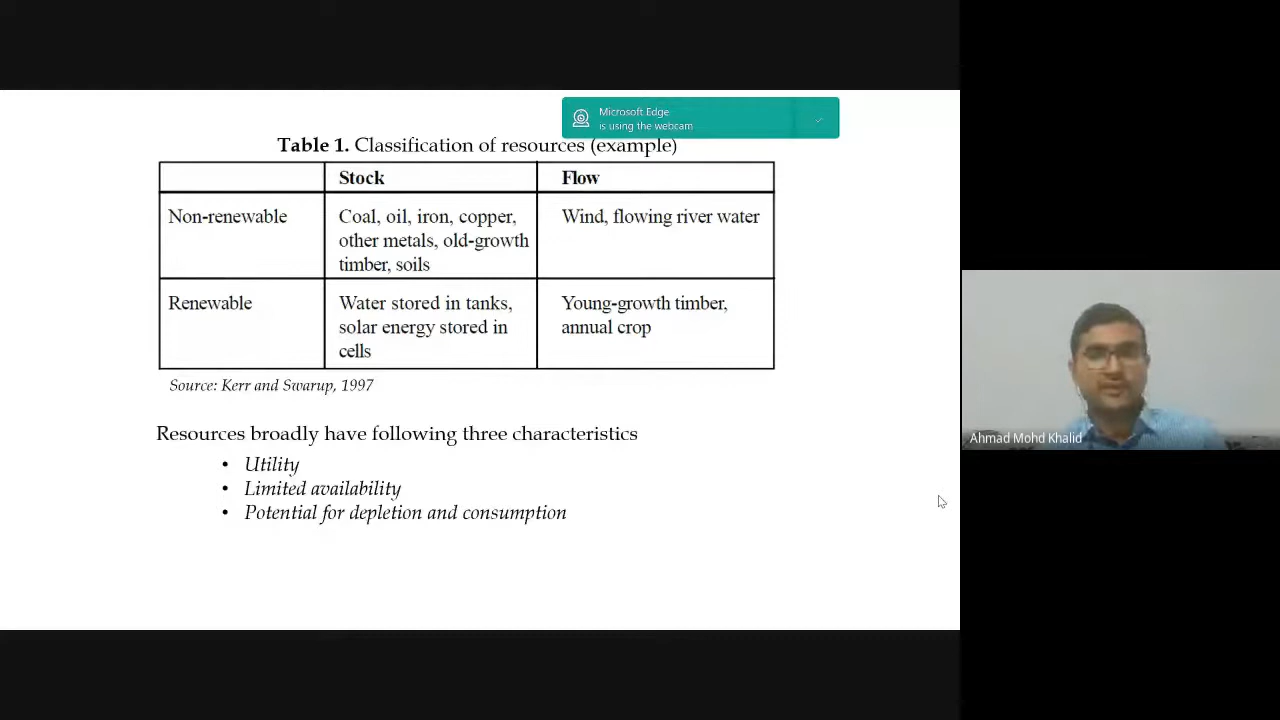 Microsoft Edge
is using the webcam
Table 1. Classification of resources (example)
Stock Flow
Non-renewable Coal, oil, iron, copper, Wind, flowing river water
other metals, old-growth
timber, soils
Renewable Water stored in tanks, Young-growth timber,
solar energy stored in annual crop
cells
Source: Kerr and Swarup, 1997
Resources broadly have following three characteristics
• Utility
• Limited availability
• Potential for depletion and consumption
Ahmad Mohd Khalid